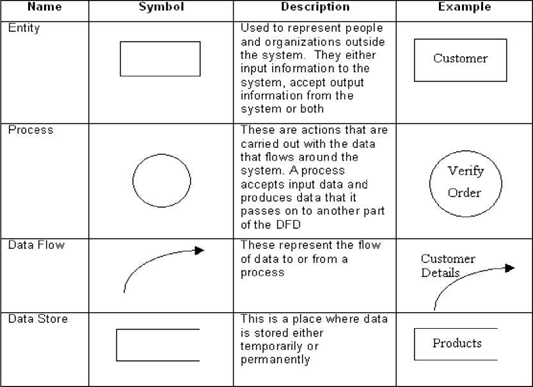 Name Symbol Description Example
Entity
Used to represent people
and organizations outside
the system. They either
input information to the
system, accept output
information from the
system or both
Customer
Process
These are actions that are
carried out with the data
that flows around the
system. A process
accepts input data and
produces data that it
passes on to another part
of the DFD
Verify
Order
Data Flow
These represent the flow
of data to or from a
process
Customer
Details
Data Store
This is a place where data
is stored either
temporarily or
permanently
Products